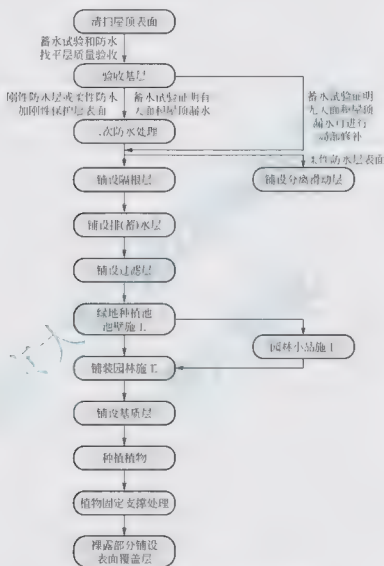 清扫屋顶表面
蓄水试验和防水
找平层质量验收
验收基层
刚性防水层或柔性防水
加刚性保护层表面
蓄水试验证明有
大面积屋顶漏水
蓄水试验证明
无大面积屋顶
漏水可进行
局部修补
二次防水处理
柔性防水层表面
铺设隔根层
铺设分离滑动层
铺设排(蓄)水层
铺设过滤层
绿地种植池
池壁施工
园林小品施工
铺装园林施工
铺设基质层
种植植物
植物固定支撑处理
裸露部分铺设
表面覆盖层